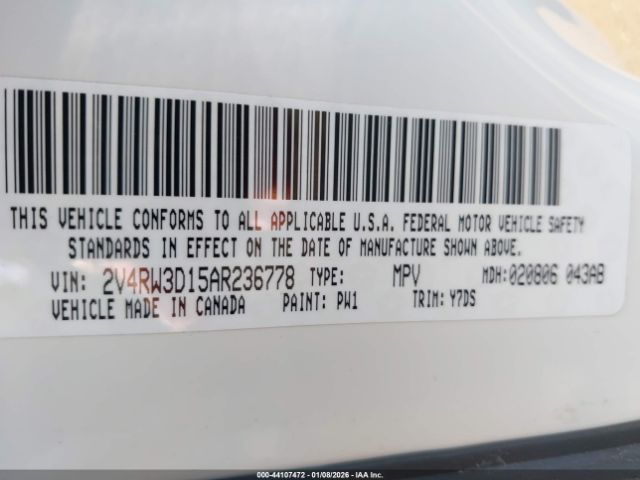 THIS VEHICLE CONFORMS TO ALL APPLICABLE U.S.A. FEDERAL MOTOR VEHICLE SAFETY
STANDARDS IN EFFECT ON THE DATE OF MANUFACTURE SHOWN ABOVE.
VIN: 2V4RW3D15AR236778 TYPE: MPV MDH:020806 043AB
VEHICLE MADE IN CANADA PAINT: PW1 TRIM: Y7DS
000-44107472 | 01/08/2026 - IAA Inc.